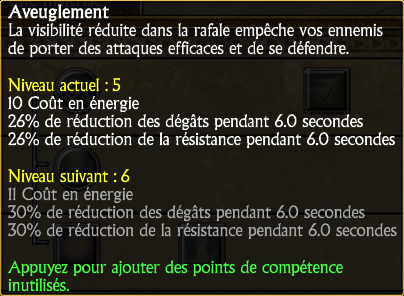 Aveuglement
La visibilité réduite dans la rafale empêche vos ennemis
de porter des attaques efficaces et de se défendre.
Niveau actuel : 5
10 Coût en énergie
26% de réduction des dégâts pendant 6.0 secondes
26% de réduction de la résistance pendant 6.0 secondes
Niveau suivant : 6
11 Coût en énergie
30% de réduction des dégâts pendant 6.0 secondes
30% de réduction de la résistance pendant 6.0 secondes
Appuyez pour ajouter des points de compétence
inutilisés.